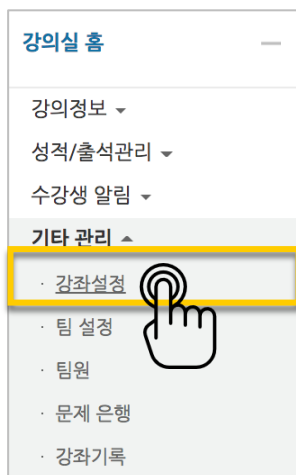 강의실 홈
강의정보
성적/출석관리
수강생 알림
기타 관리
· 강좌설정
· 팀 설정
· 팀원
· 문제 은행
· 강좌기록